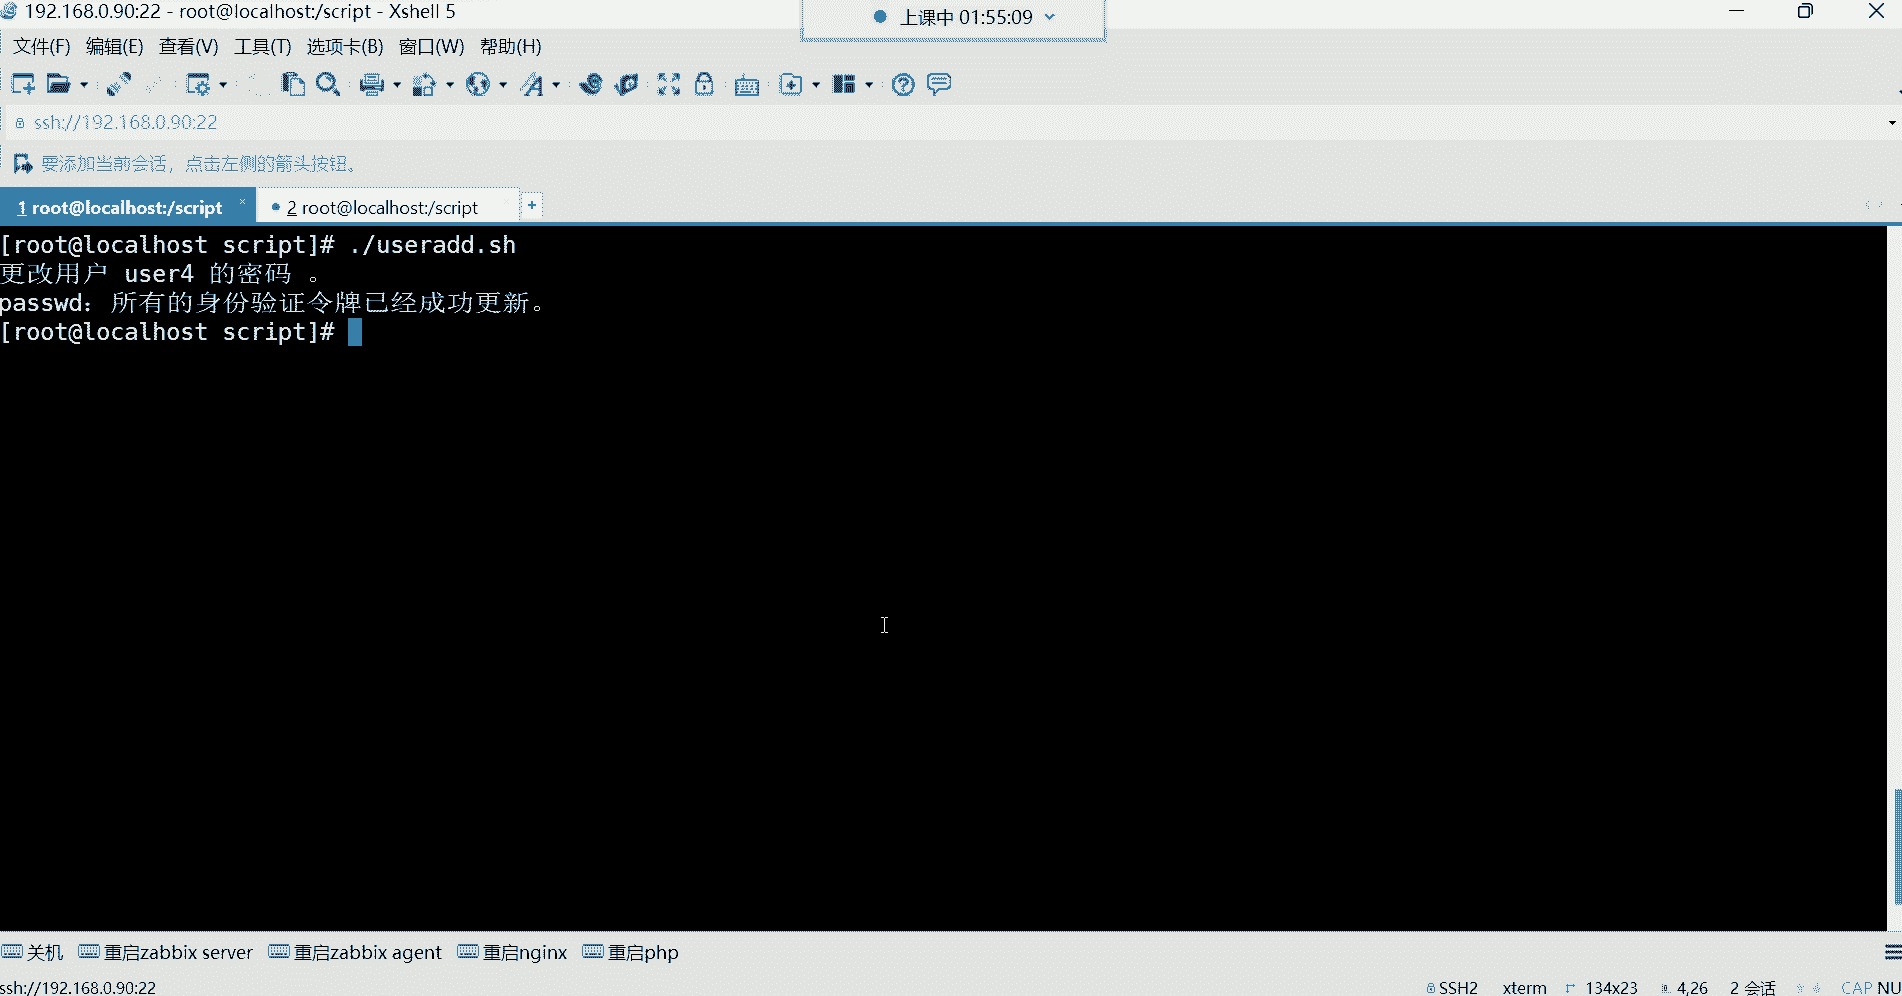 192.168.0.90:22 - root@localhost:/script - Xshell 5
上课中 01:55:09
文件(F) 编辑(E) 查看(V) 工具(T) 选项卡(B) 窗口(W) 帮助(H)
ssh://192.168.0.90:22
要添加当前会话，点击左侧的箭头按钮。
1 root@localhost:/script
2 root@localhost:/script
[root@localhost script]# ./useradd.sh
更改用户 user4 的密码 。
passwd：所有的身份验证令牌已经成功更新。
[root@localhost script]#
关机 重启zabbix server 重启zabbix agent 重启nginx 重启php
ssh://192.168.0.90:22
SSH2 xterm 134x23 4,26 2 会话 CAP NU